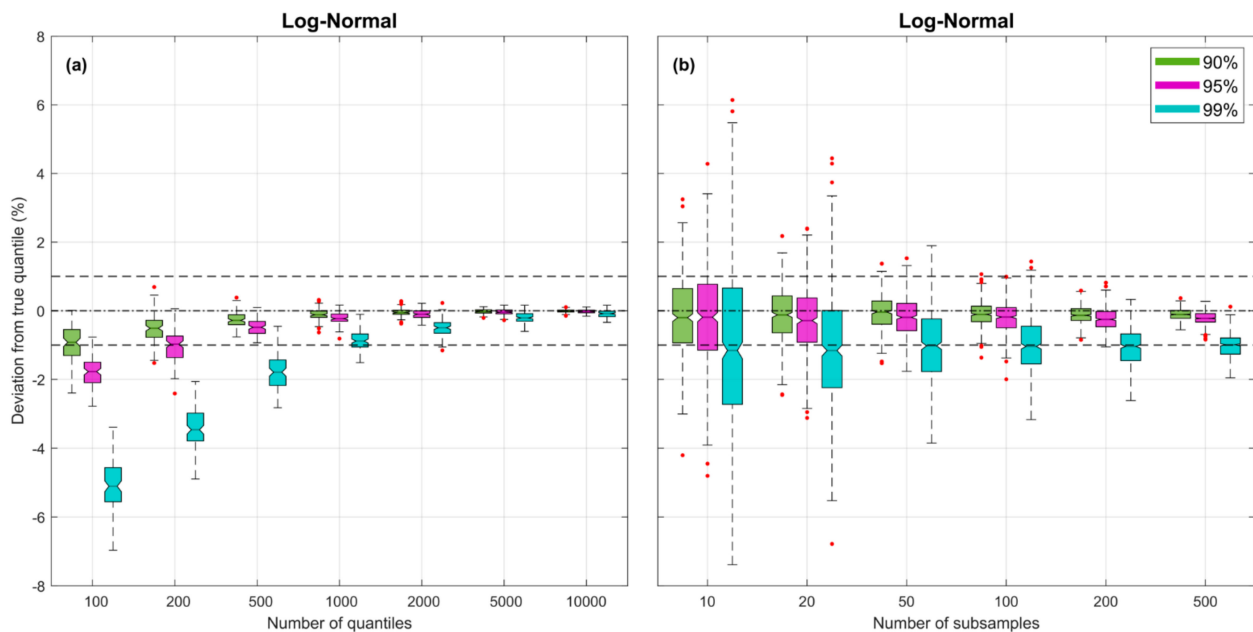 Log-Normal
Log-Normal
(a)
(b)
90%
95%
99%
Deviation from true quantile (%)
8
6
4
2
0
-2
-4
-6
-8
100 200 500 1000 2000 5000 10000
10 20 50 100 200 500
Number of quantiles
Number of subsamples